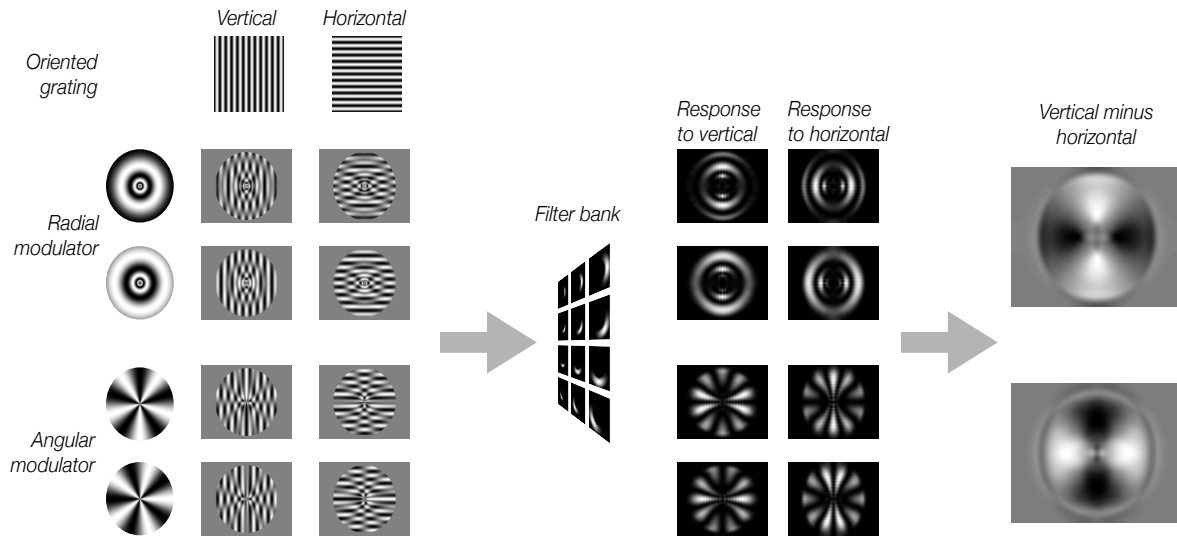 Vertical
Horizontal
Oriented
grating
Radial
modulator
Angular
modulator
Filter bank
Response
to vertical
Response
to horizontal
Vertical minus
horizontal